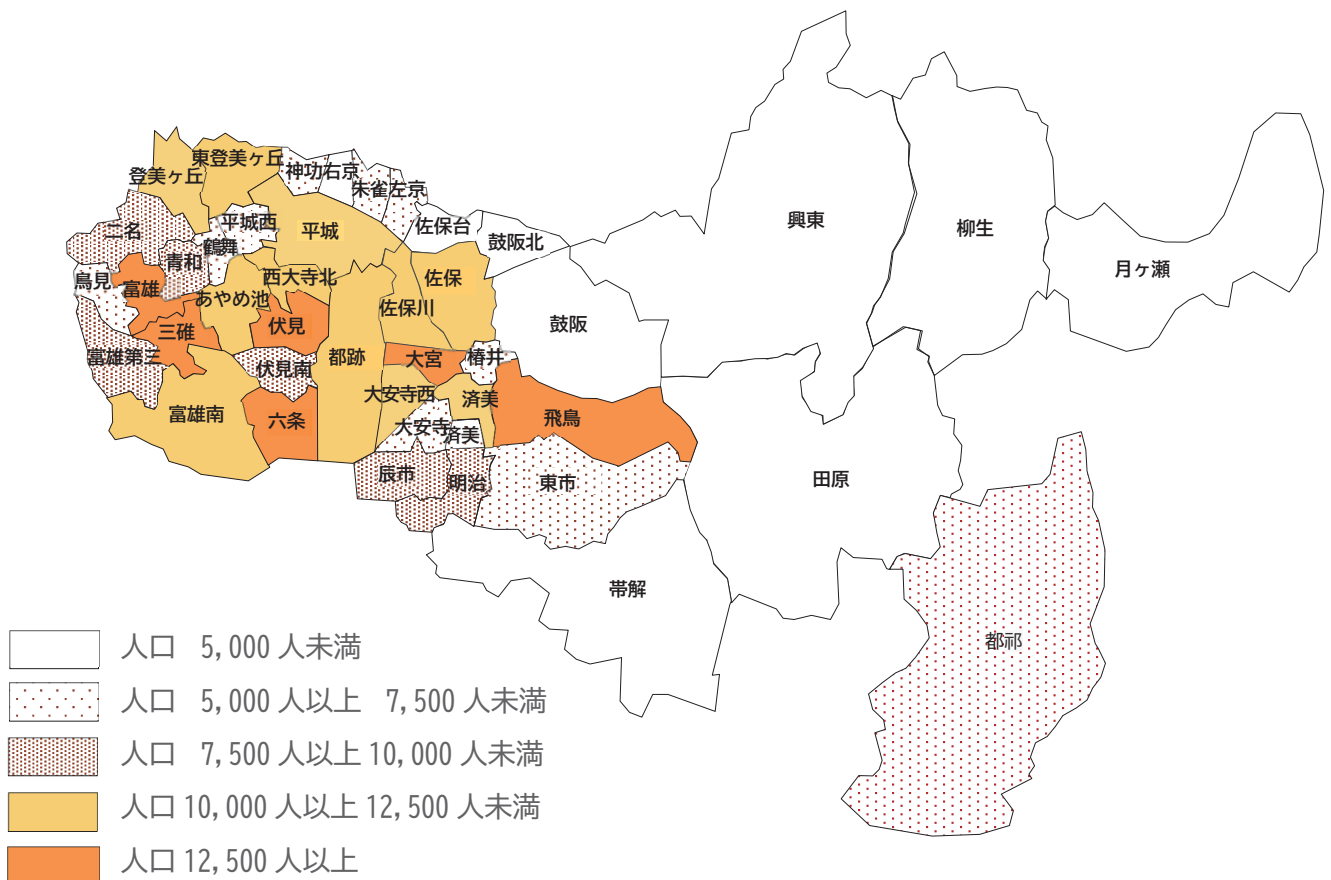 東登美ヶ丘
登美ヶ丘
神功
右京
朱雀
左京
二名
平城西
鶴舞
平城
佐保台
鼓阪北
興東
柳生
月ヶ瀬
青和
鳥見
富雄
あやめ池
西大寺北
佐保
佐保川
三碓
伏見
鼓阪
富雄第三
伏見南
都跡
大宮
椿井
大安寺西
済美
富雄南
六条
大安寺
済美
飛鳥
辰市
明治
東市
田原
帯解
都祁
人口 5,000 人未満
人口 5,000 人以上 7,500 人未満
人口 7,500 人以上 10,000 人未満
人口 10,000 人以上 12,500 人未満
人口 12,500 人以上